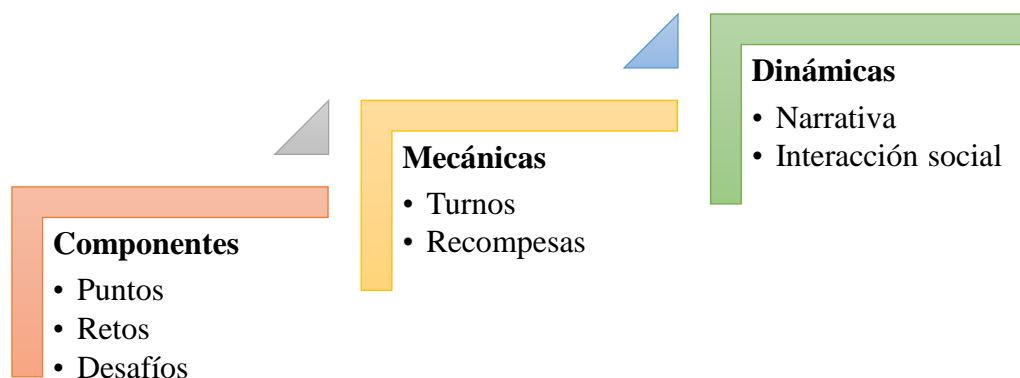 Componentes
• Puntos
• Retos
• Desafíos
Mecánicas
• Turnos
• Recompesas
Dinámicas
• Narrativa
• Interacción social